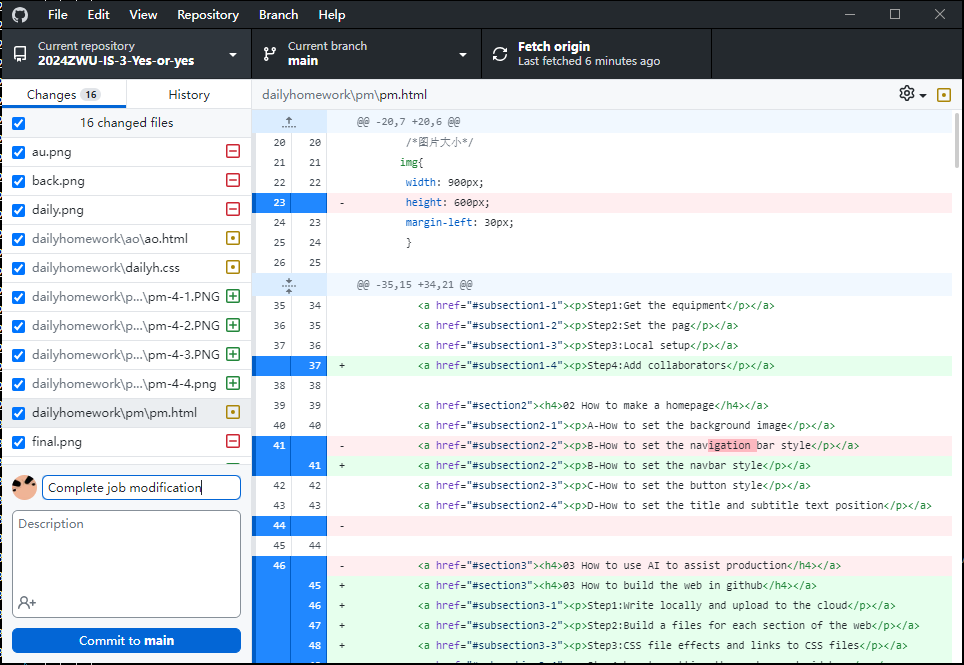 File Edit View Repository Branch Help
Current repository
2024ZWU-IS-3-Yes-or-yes
Current branch
main
Fetch origin
Last fetched 6 minutes ago
Changes 16 History
16 changed files
au.png
back.png
daily.png
dailyhomework\ao\ao.html
dailyhomework\dailyh.css
dailyhomework\p...\pm-4-1.PNG
dailyhomework\p...\pm-4-2.PNG
dailyhomework\p...\pm-4-3.PNG
dailyhomework\p...\pm-4-4.png
dailyhomework\pm\pm.html
final.png
Complete job modification
Description
Commit to main
dailyhomework\pm\pm.html
@@ -20,7 +20,6 @@
20 20 /*图片大小*/
21 21 img{
22 22 width: 900px;
23 - height: 600px;
24 23 margin-left: 30px;
25 24 }
26 25
@@ -35,15 +34,21 @@
35 34 <a href="#subsection1-1"><p>Step1:Get the equipment</p></a>
36 35 <a href="#subsection1-2"><p>Step2:Set the pag</p></a>
37 36 <a href="#subsection1-3"><p>Step3:Local setup</p></a>
37 + <a href="#subsection1-4"><p>Step4:Add collaborators</p></a>
38 38
39 39 <a href="#section2"><h4>02 How to make a homepage</h4></a>
40 40 <a href="#subsection2-1"><p>A-How to set the background image</p></a>
41 - <a href="#subsection2-2"><p>B-How to set the navigation bar style</p></a>
41 + <a href="#subsection2-2"><p>B-How to set the navbar style</p></a>
42 42 <a href="#subsection2-3"><p>C-How to set the button style</p></a>
43 43 <a href="#subsection2-4"><p>D-How to set the title and subtitle text position</p></a>
44 -
45 44
46 - <a href="#section3"><h4>03 How to use AI to assist production</h4></a>
45 + <a href="#section3"><h4>03 How to build the web in github</h4></a>
46 + <a href="#subsection3-1"><p>Step1:Write locally and upload to the cloud</p></a>
47 + <a href="#subsection3-2"><p>Step2:Build a files for each section of the web</p></a>
48 + <a href="#subsection3-3"><p>Step3:CSS file effects and links to CSS files</p></a>